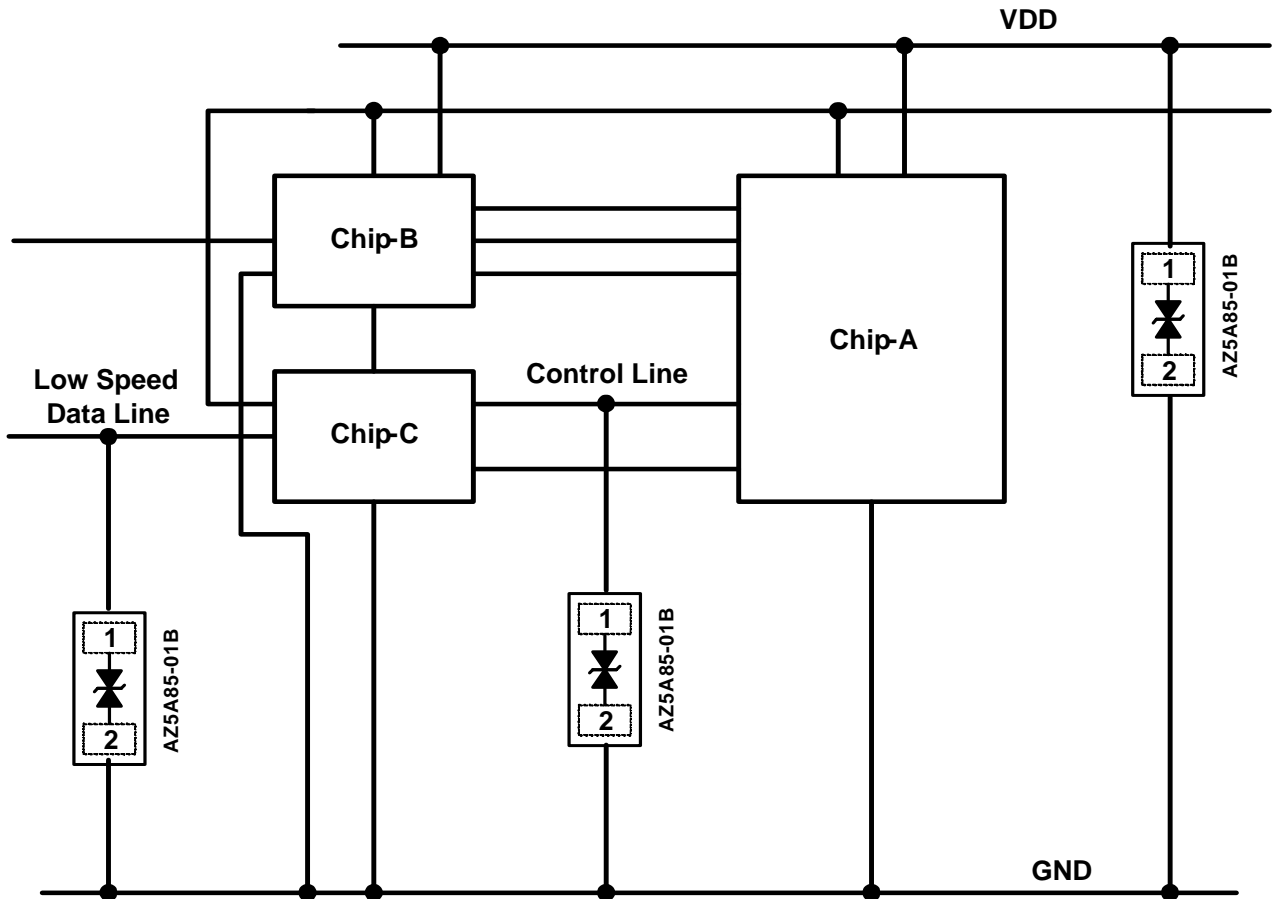 VDD
Chip-B
1
AZ5A85-01B
2
Chip-A
Low Speed
Data Line
Control Line
Chip-C
1
AZ5A85-01B
2
1
AZ5A85-01B
2
GND